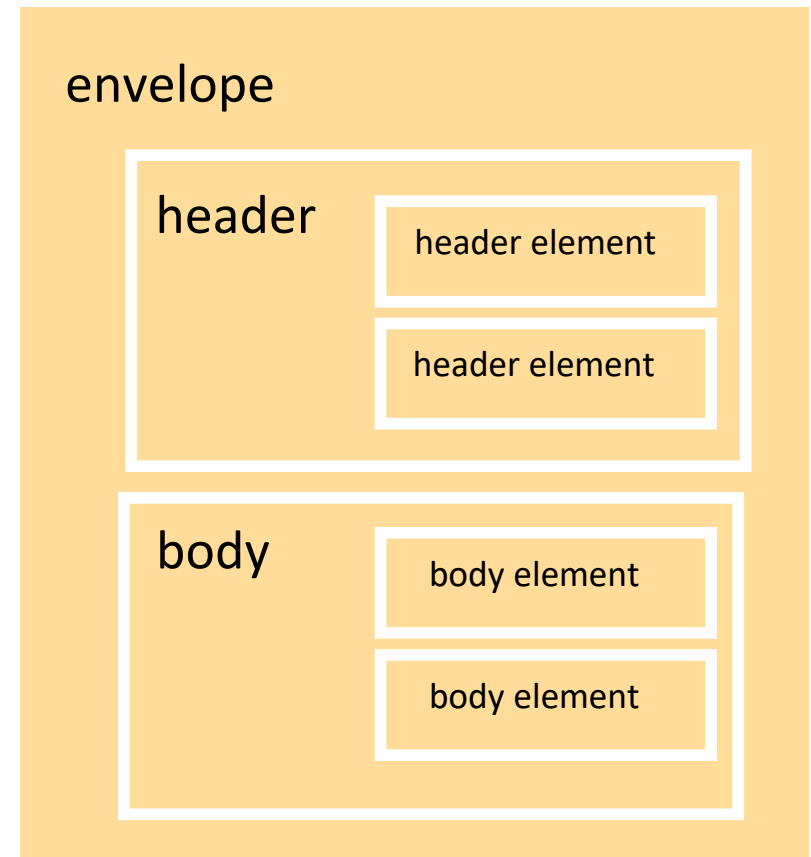 envelope
header
header element
header element
body
body element
body element